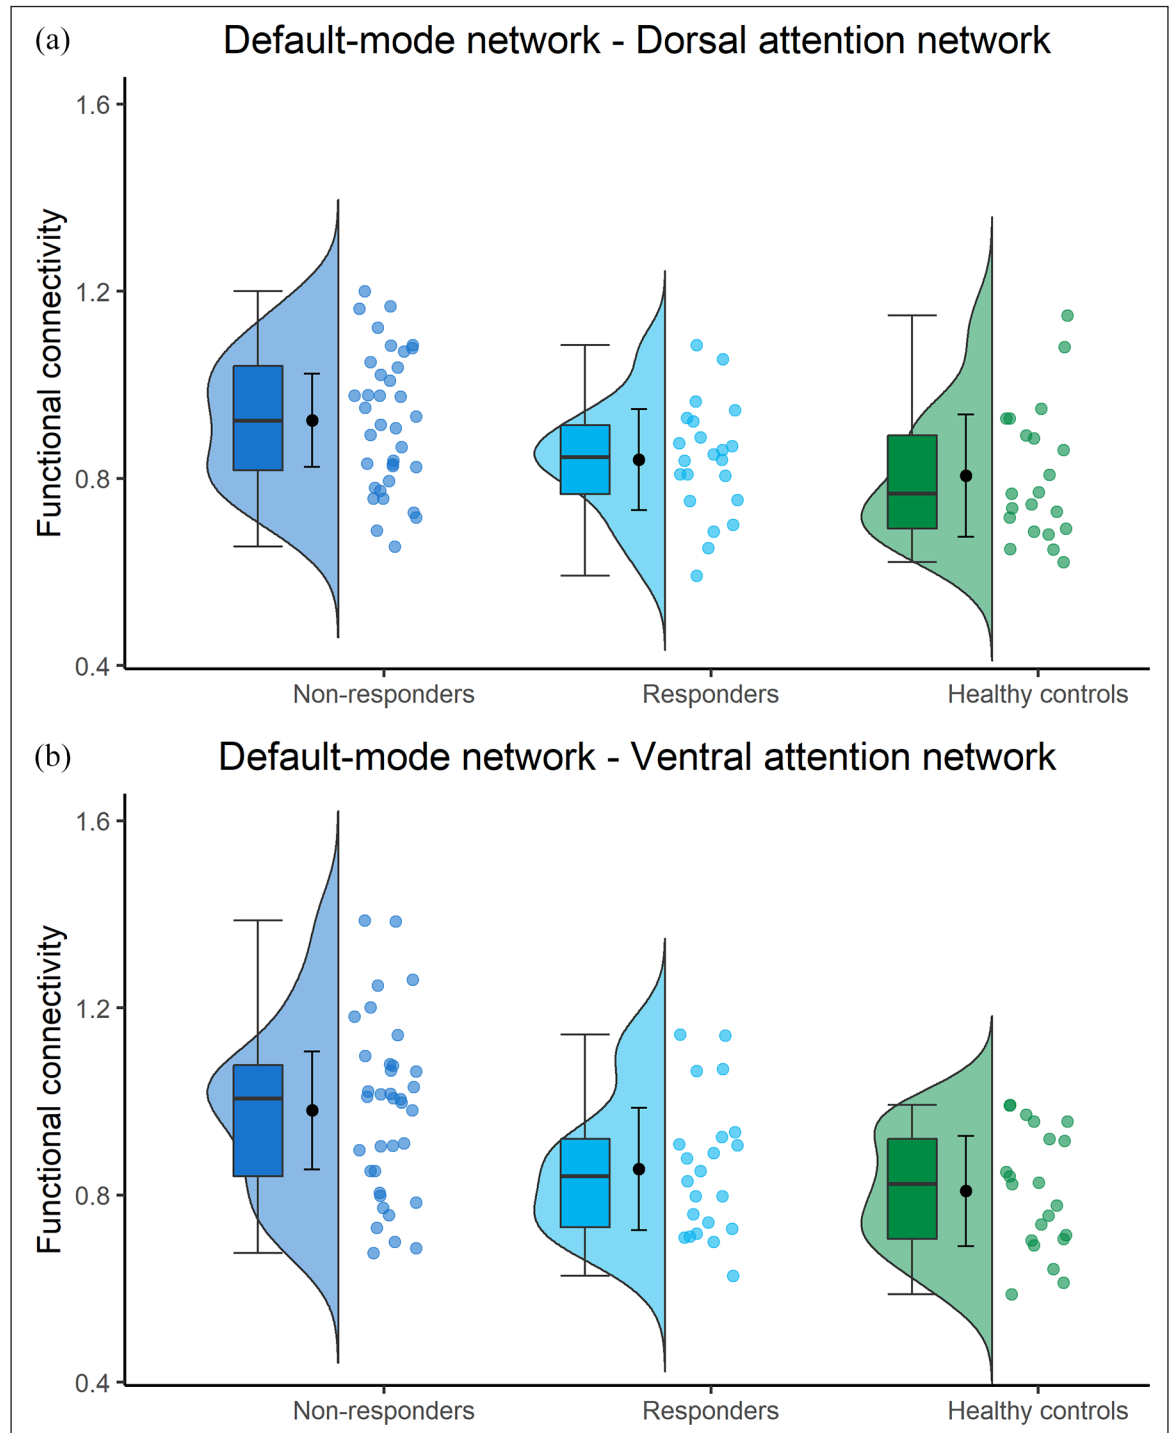 (a)
Default-mode network - Dorsal attention network
Functional connectivity
1.6
1.2
0.8
0.4
Non-responders
Responders
Healthy controls
(b)
Default-mode network - Ventral attention network
Functional connectivity
1.6
1.2
0.8
0.4
Non-responders
Responders
Healthy controls